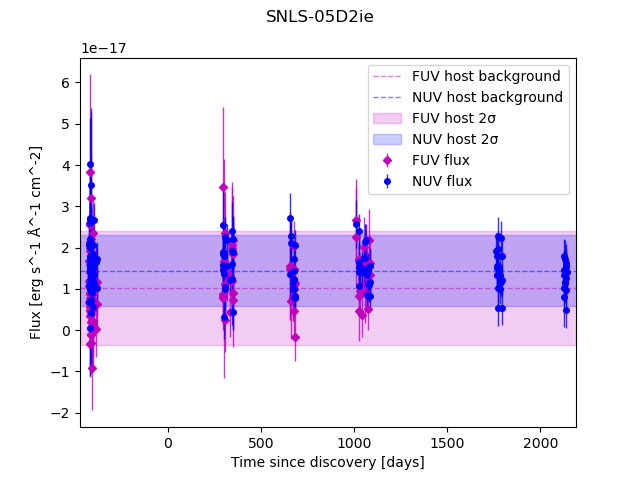 SNLS-05D2ie
1e−17
FUV host background
NUV host background
FUV host 2σ
NUV host 2σ
FUV flux
NUV flux
6
5
4
3
2
1
0
−1
−2
Flux [erg s^-1 Å^-1 cm^-2]
0
500
1000
1500
2000
Time since discovery [days]